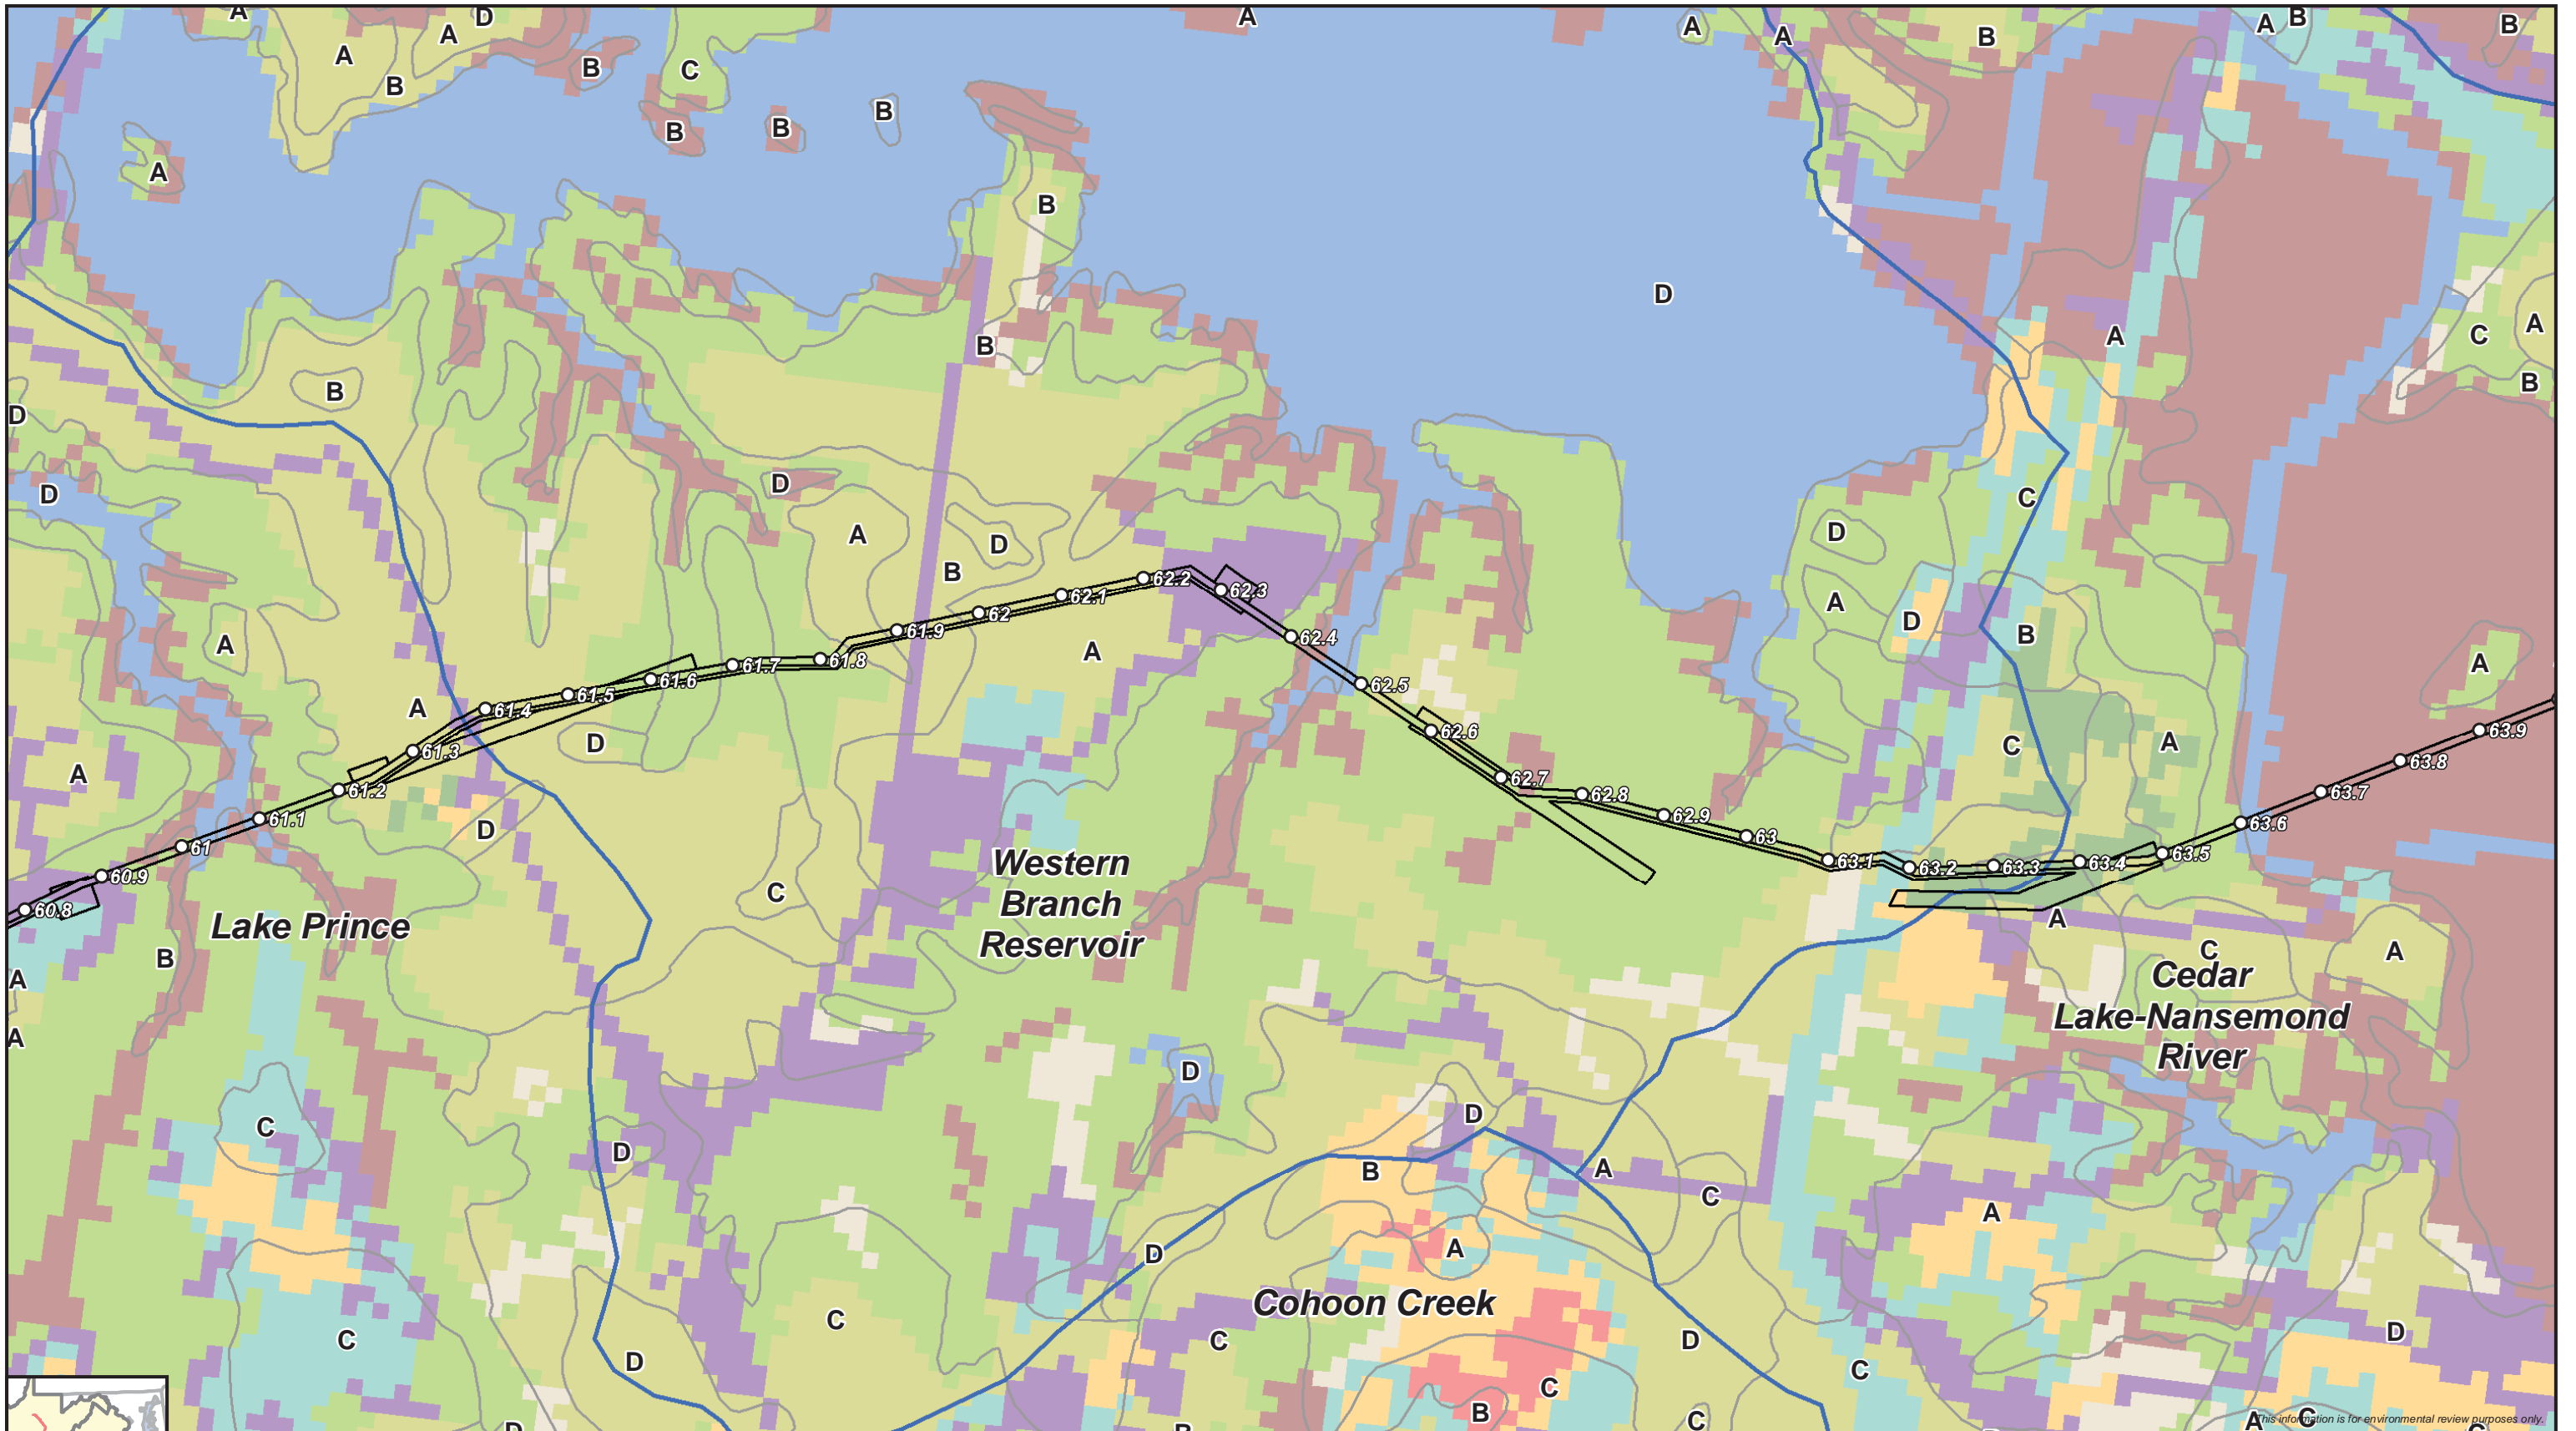 A
D
A
A
B
B
A
C
B
B
B
B
A
A
B
A
B
A
B
B
D
B
B
C
A
A
B
D
D
D
A
B
D
D
C
D
A
D
B
A
A
A
A
D
C
A
B
A
A
62.2
62.3
62.1
62
61.9
62.4
61.8
61.7
62.5
61.6
61.5
61.4
62.6
63.9
61.3
63.8
61.2
62.7
62.8
63.7
61.1
62.9
63.6
61
63
63.5
60.9
63.1
63.2
63.3
63.4
60.8
D
C
Lake Prince
Western
Branch
Reservoir
A
C
A
Cedar
Lake-Nansemond
River
B
A
A
D
C
D
D
B
A
C
A
D
A
Cohoon Creek
C
C
C
D
D
D
C
C
B
C
A
C
D
B
This information is for environmental review purposes only.